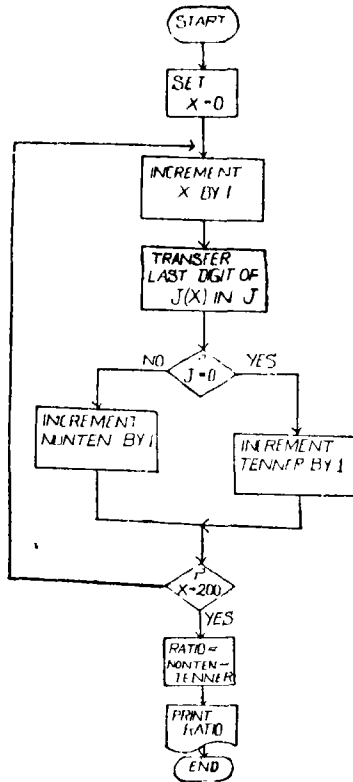 START
SET
X=0
INCREMENT
X BY 1
TRANSFER
LAST DIGIT OF
J(X) IN J
?
J=0
NO
YES
INCREMENT
NONTEN BY 1
INCREMENT
TENNER BY 1
?
X=200
YES
RATIO=
NONTEN-
TENNER
PRINT
RATIO
END